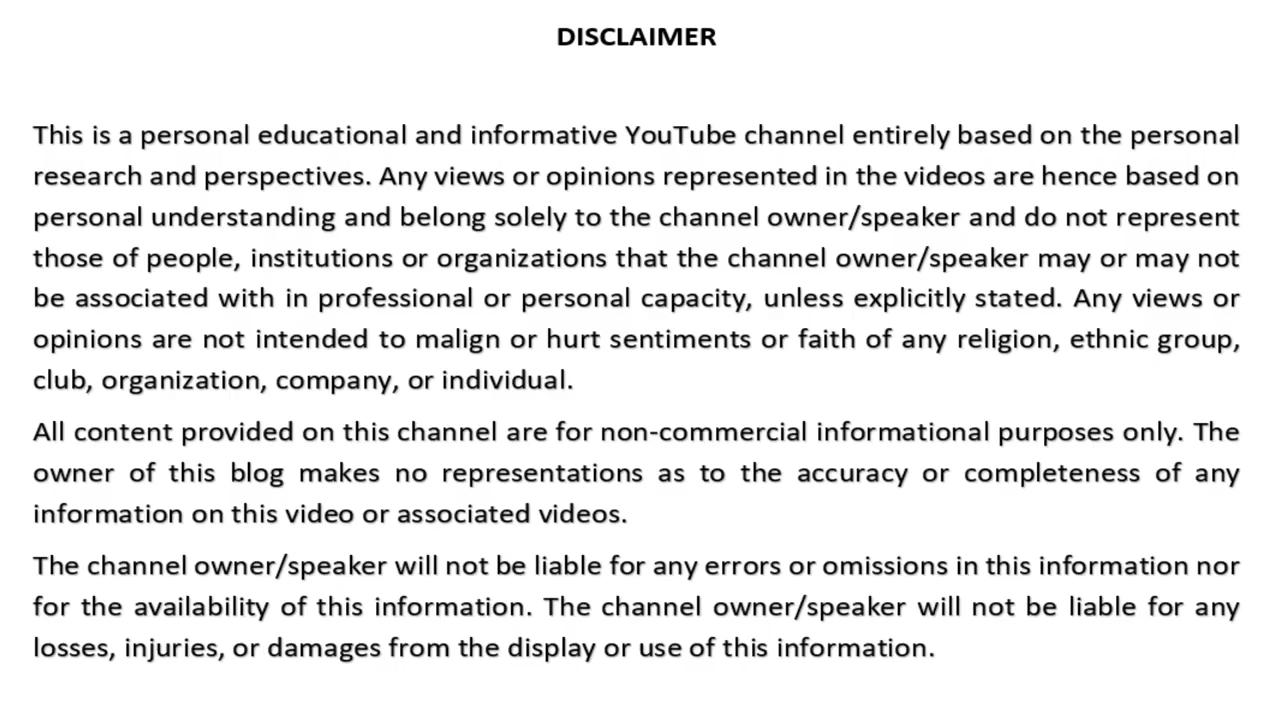 DISCLAIMER
This is a personal educational and informative YouTube channel entirely based on the personal
research and perspectives. Any views or opinions represented in the videos are hence based on
personal understanding and belong solely to the channel owner/speaker and do not represent
those of people, institutions or organizations that the channel owner/speaker may or may not
be associated with in professional or personal capacity, unless explicitly stated. Any views or
opinions are not intended to malign or hurt sentiments or faith of any religion, ethnic group,
club, organization, company, or individual.
All content provided on this channel are for non-commercial informational purposes only. The
owner of this blog makes no representations as to the accuracy or completeness of any
information on this video or associated videos.
The channel owner/speaker will not be liable for any errors or omissions in this information nor
for the availability of this information. The channel owner/speaker will not be liable for any
losses, injuries, or damages from the display or use of this information.